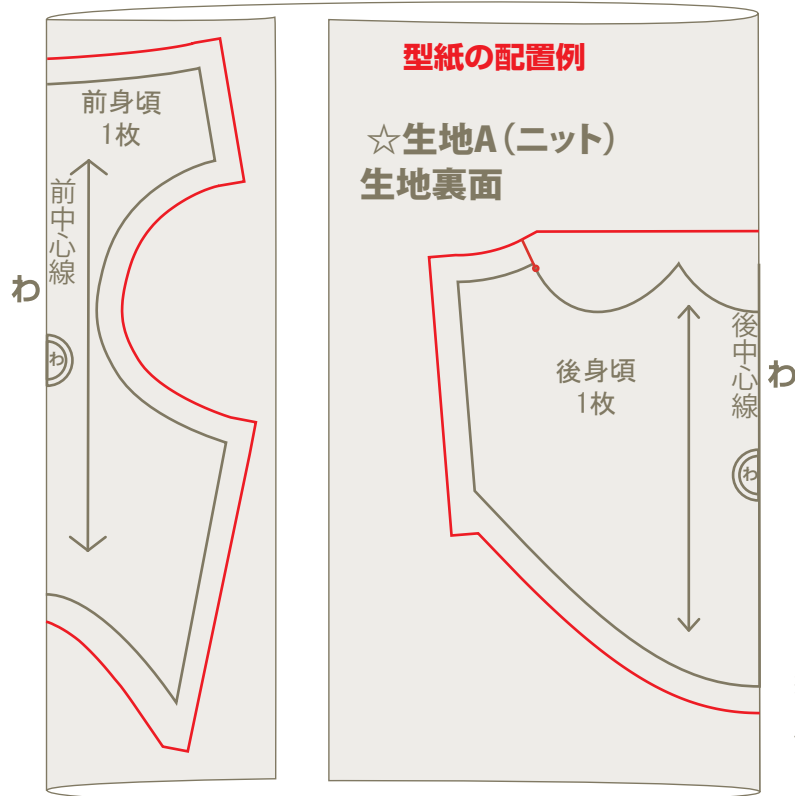 型紙の配置例
☆生地A（ニット）
生地裏面
前身頃
1枚
前中心線
わ
わ
後身頃
1枚
後中心線
わ
わ